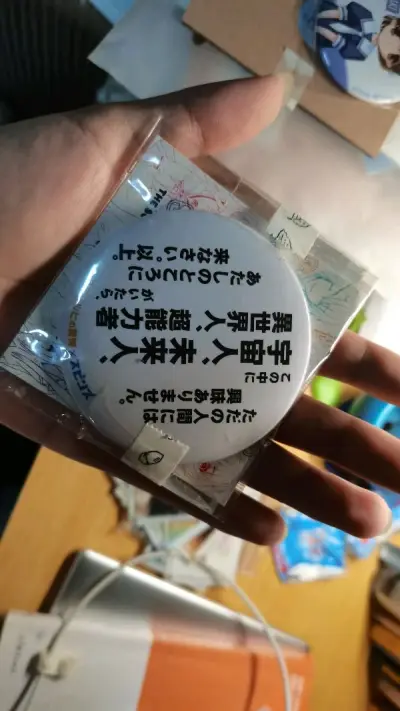 ただの人間には
興味ありません。
この中に
宇宙人、未来人、
異世界人、超能力者
がいたら、
あたしのところに
来なさい。以上。
THE